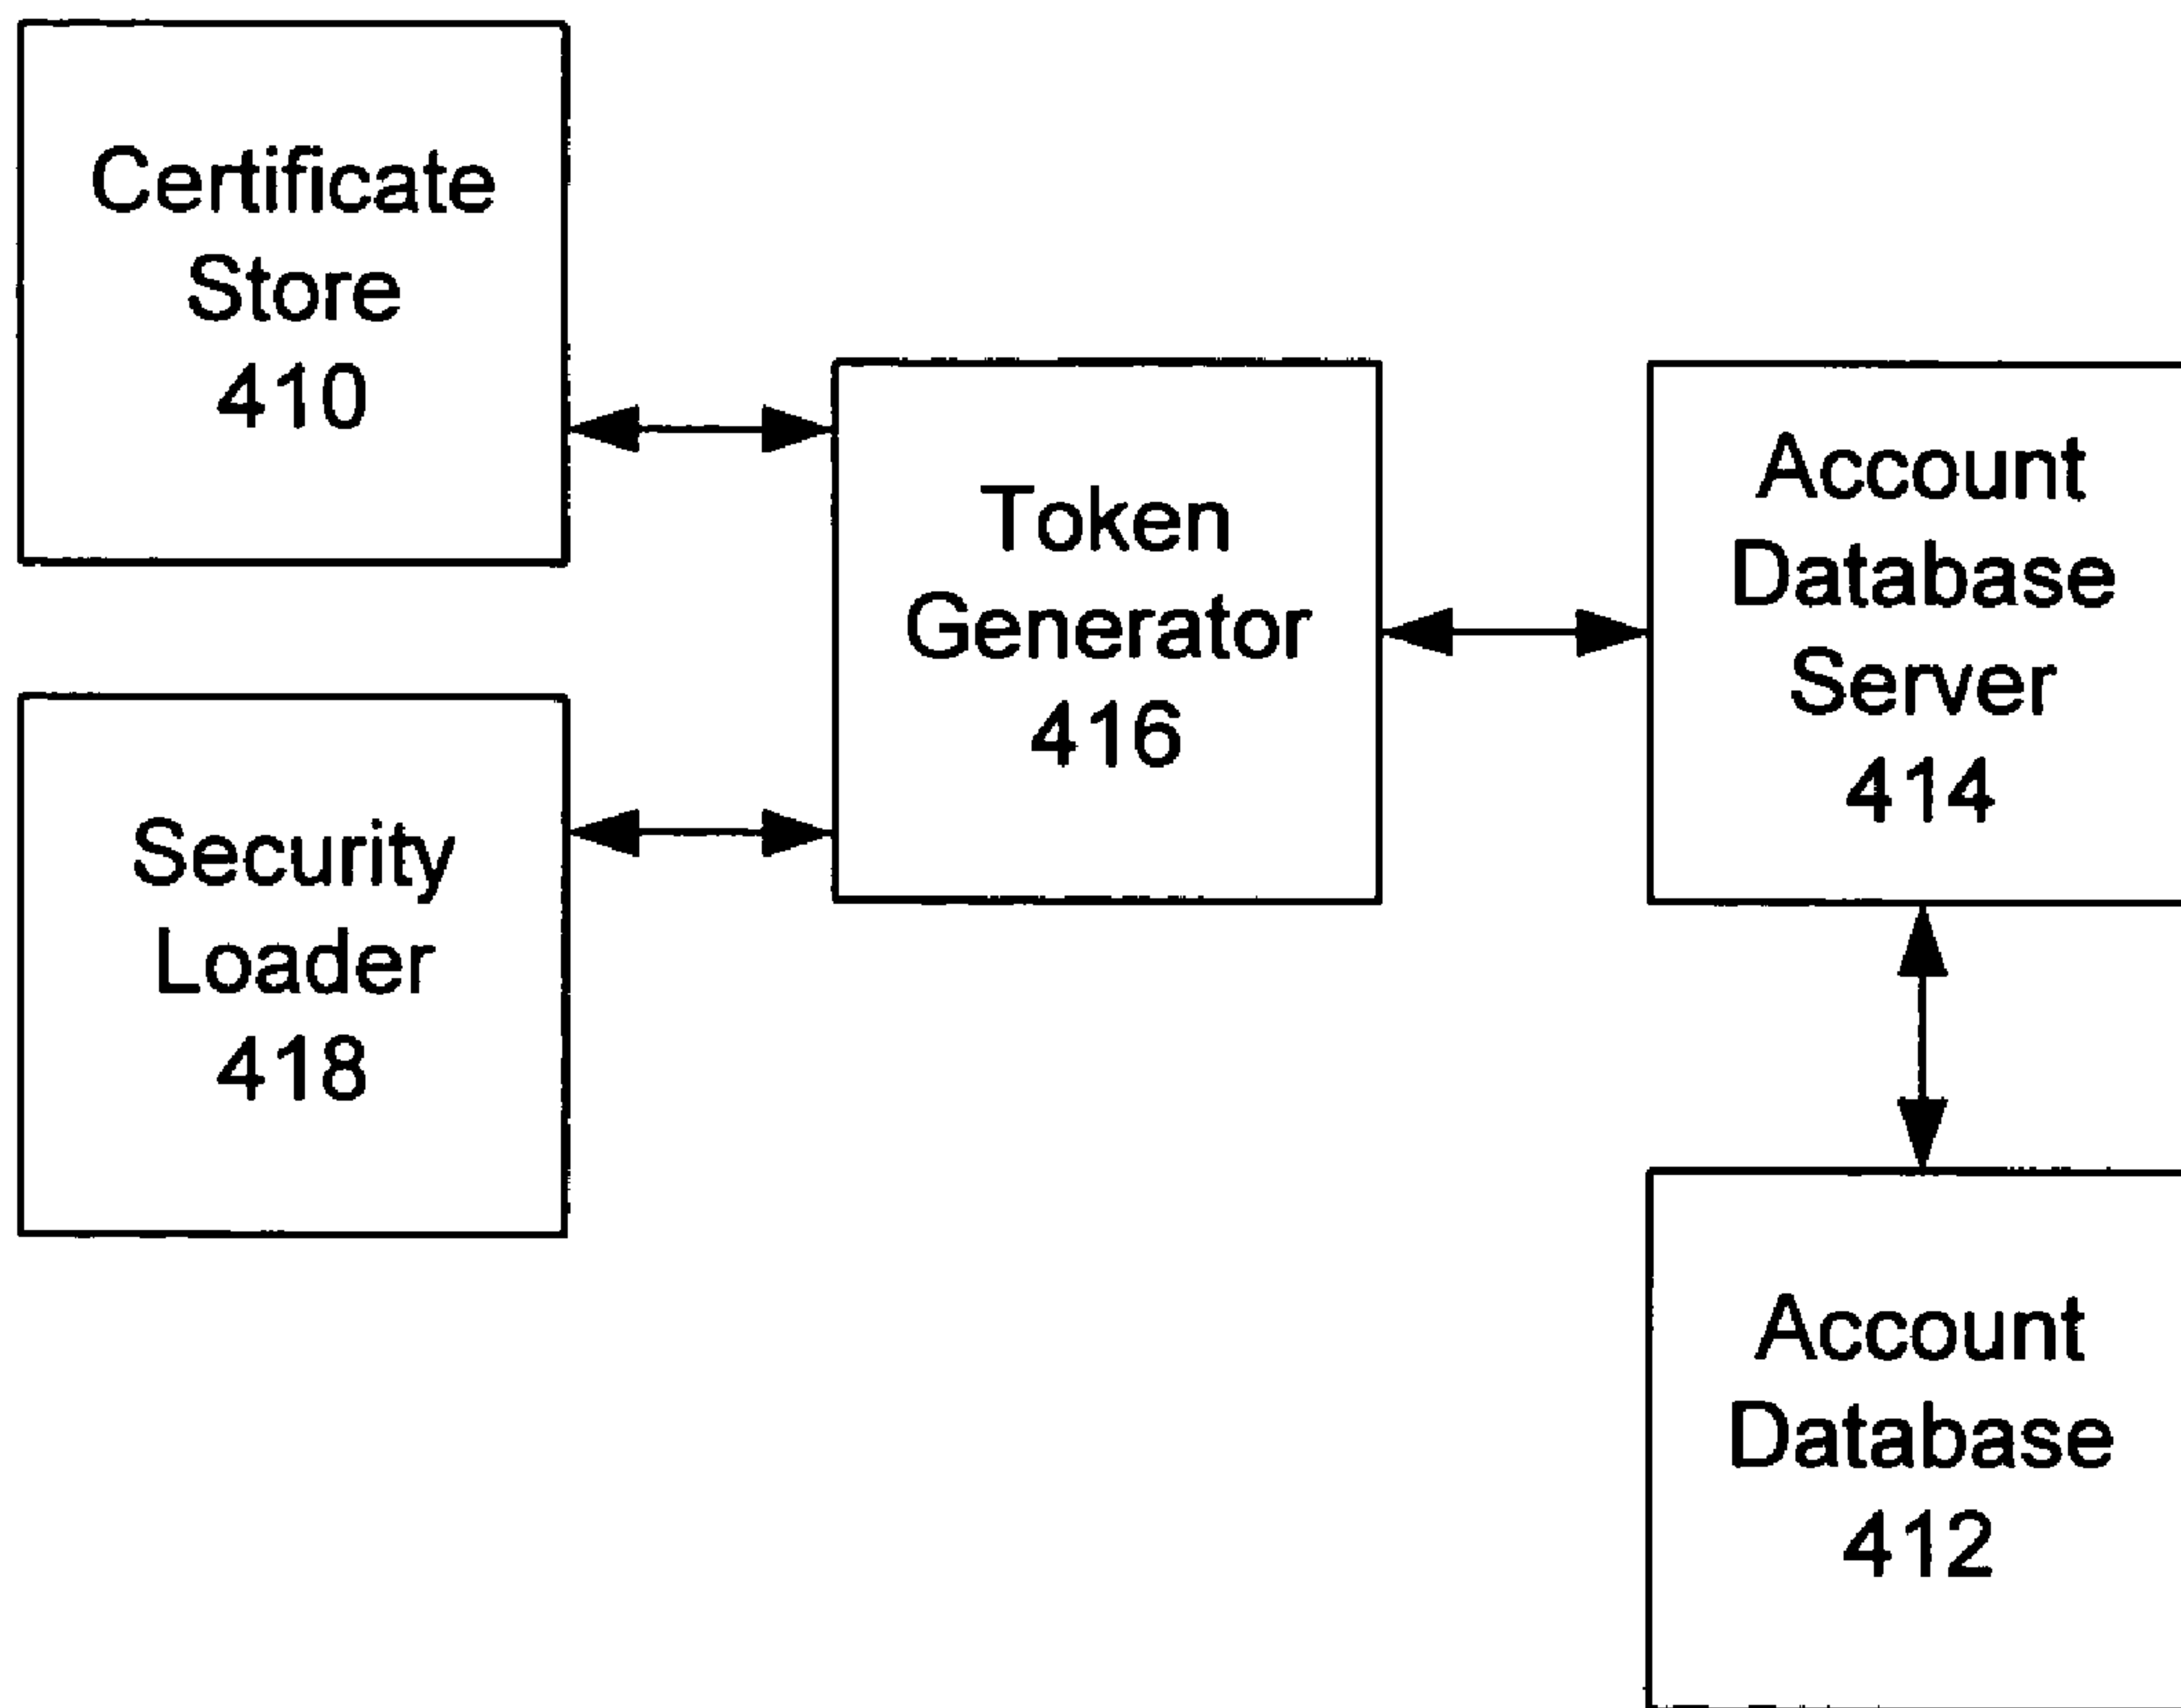 Certificate
Store
410
Token
Generator
416
Account
Database
Server
414
Security
Loader
418
Account
Database
412